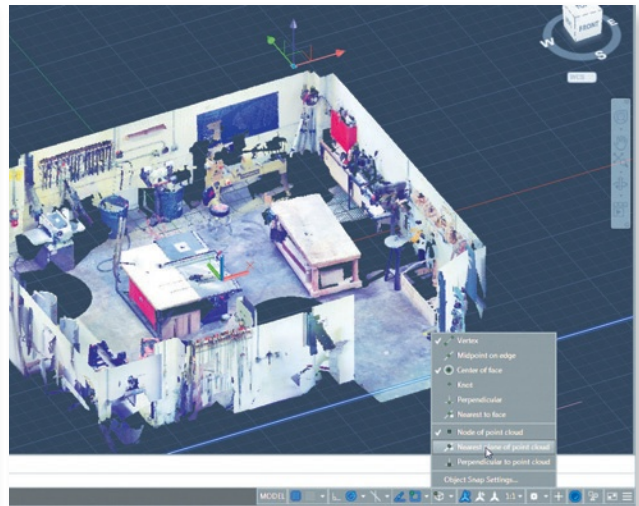 FRONT
W
S
WCS
Vertex
Midpoint on edge
Center of face
Knot
Perpendicular
Nearest to face
Node of point cloud
Nearest plane of point cloud
Perpendicular to point cloud
Object Snap Settings...
MODEL
1:1